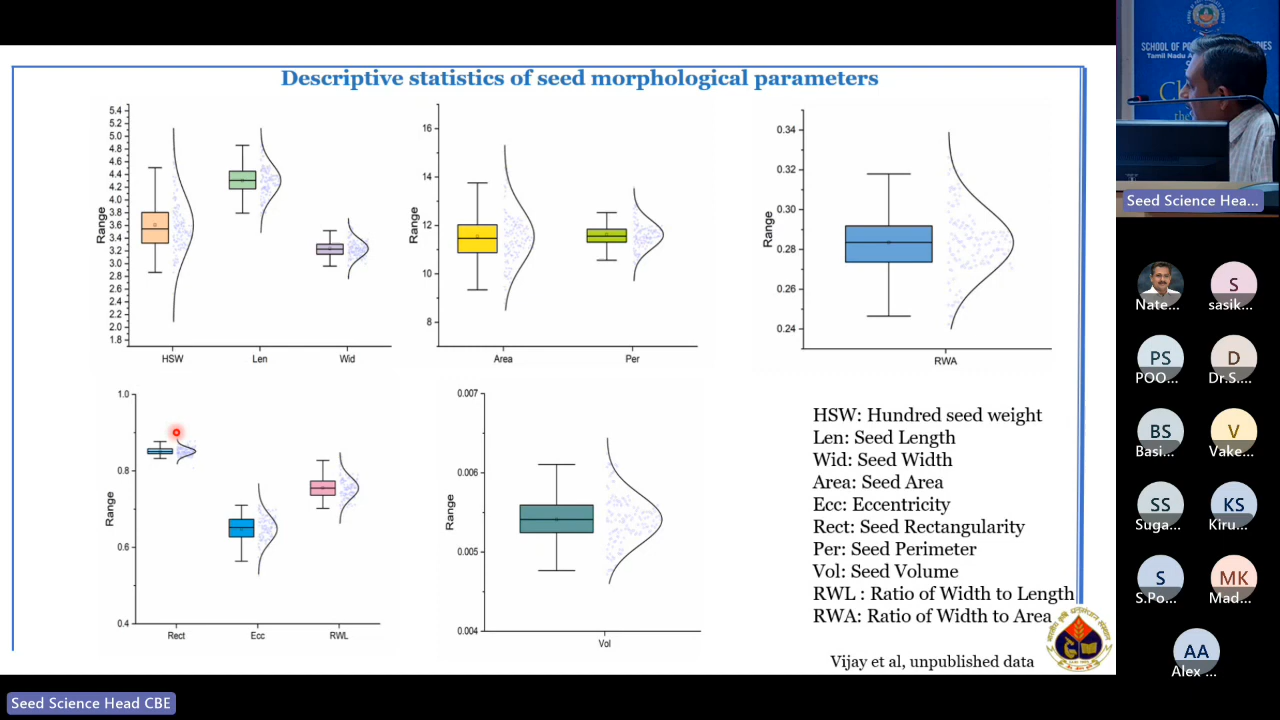 Descriptive statistics of seed morphological parameters
5.4
5.2
5.0
4.8
4.6
4.4
4.2
4.0
3.8
3.6
3.4
3.2
3.0
2.8
2.6
2.4
2.2
2.0
1.8
Range
HSW
Len
Wid
16
14
12
10
8
Range
Area
Per
0.34
0.32
0.30
0.28
0.26
0.24
Range
RWA
1.0
0.8
0.6
0.4
Range
Rect
Ecc
RWL
0.007
0.006
0.005
0.004
Range
Vol
HSW: Hundred seed weight
Len: Seed Length
Wid: Seed Width
Area: Seed Area
Ecc: Eccentricity
Rect: Seed Rectangularity
Per: Seed Perimeter
Vol: Seed Volume
RWL : Ratio of Width to Length
RWA: Ratio of Width to Area
Vijay et al, unpublished data
Seed Science Head CBE
SCHOOL OF
Tamil Nadu
Seed Science Hea...
Nate...
S
sasik...
PS
POO...
D
Dr.S....
BS
Basi...
V
Vake...
SS
Suga...
KS
Kiru...
S
S.Po...
MK
Mad...
AA
Alex ...